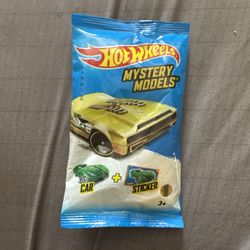 HOT WHEELS
MYSTERY
MODELS
CAR + STICKER
3+